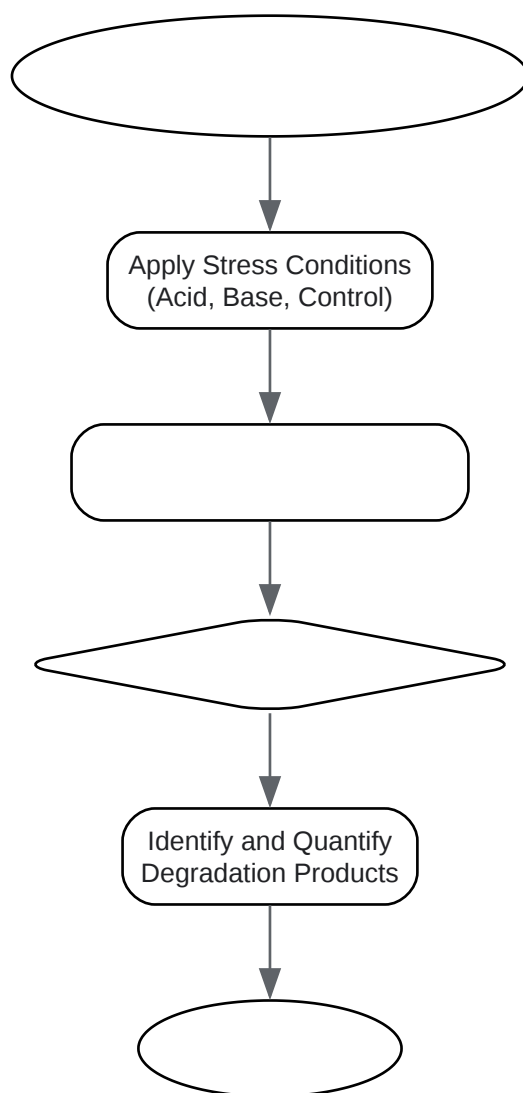 Apply Stress Conditions
(Acid, Base, Control)
Identify and Quantify
Degradation Products